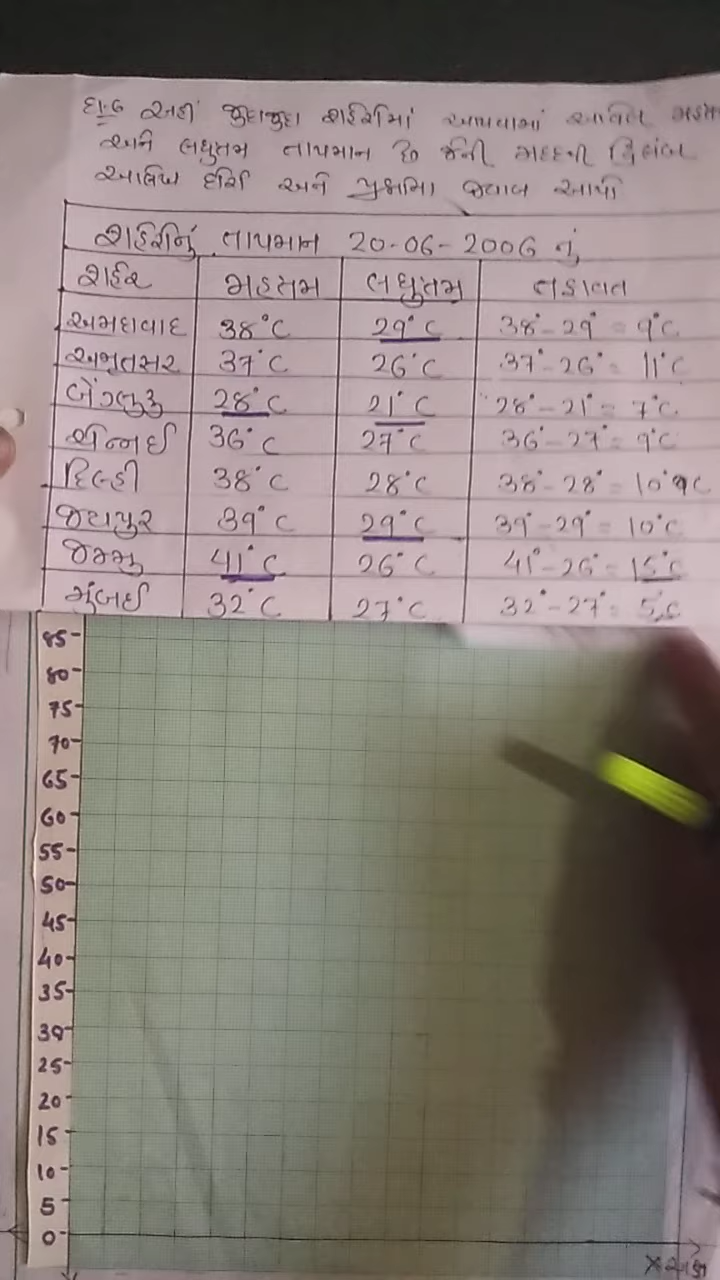 દા.6 અહીં જુદાજુદા શહેરોમાં આપવામાં આવેલ મહત્તમ
અને લઘુતમ તાપમાન છે જેની મદદથી દ્વિલંબ
આલેખ દોરો અને પ્રશ્નોના જવાબ આપો
શહેરોનું તાપમાન 20-06-2006 નું
શહેર મહત્તમ લઘુતમ તફાવત
અમદાવાદ 38°C 29°C 38°-29° = 9°C
અમૃતસર 37°C 26°C 37°-26° = 11°C
બેંગ્લુરુ 28°C 21°C 28°-21° = 7°C
ચેન્નઈ 36°C 27°C 36°-27° = 9°C
દિલ્હી 38°C 28°C 38°-28° = 10°C
જયપુર 39°C 29°C 39°-29° = 10°C
જમ્મુ 41°C 26°C 41°-26° = 15°C
મુંબઈ 32°C 27°C 32°-27° = 5°C
85
80
75
70
65
60
55
50
45
40
35
30
25
20
15
10
5
0
X અક્ષ